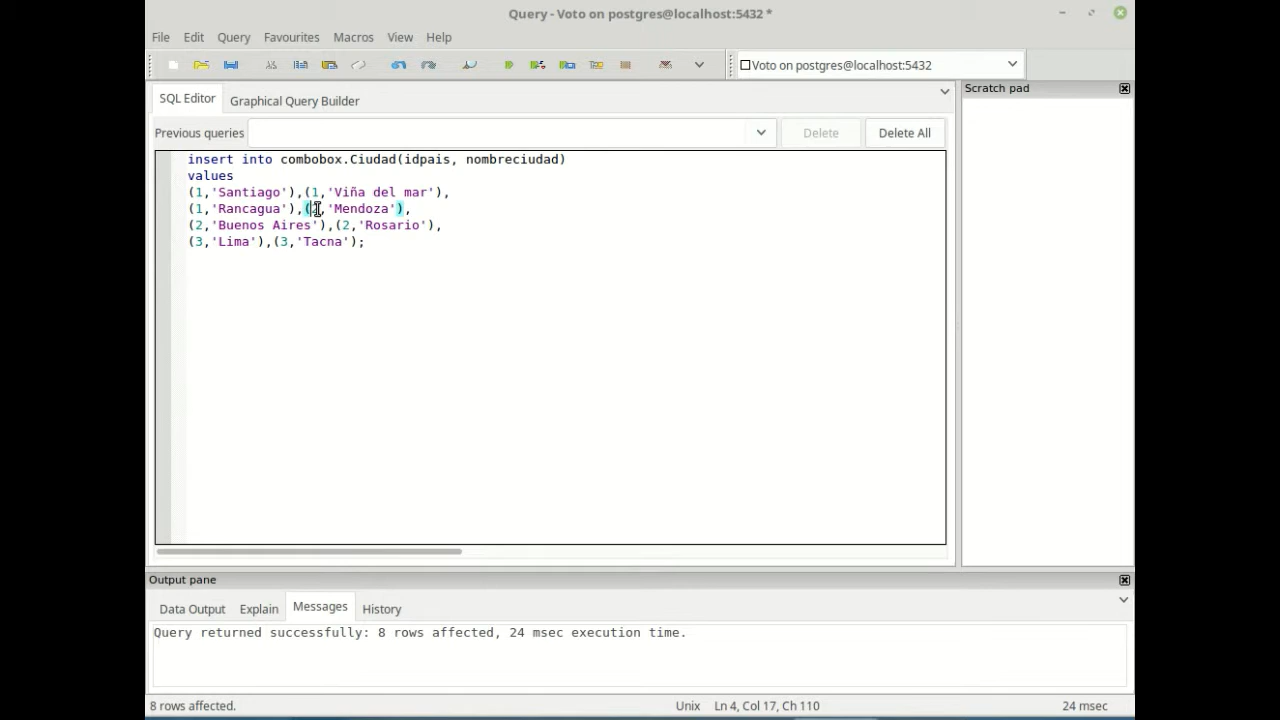 Query - Voto on postgres@localhost:5432 *
File Edit Query Favourites Macros View Help
Voto on postgres@localhost:5432
SQL Editor Graphical Query Builder
Scratch pad
Previous queries Delete Delete All
insert into combobox.Ciudad(idpais, nombreciudad)
values
(1,'Santiago'),(1,'Viña del mar'),
(1,'Rancagua'),(2,'Mendoza'),
(2,'Buenos Aires'),(2,'Rosario'),
(3,'Lima'),(3,'Tacna');
Output pane
Data Output Explain Messages History
Query returned successfully: 8 rows affected, 24 msec execution time.
8 rows affected. Unix Ln 4, Col 17, Ch 110 24 msec